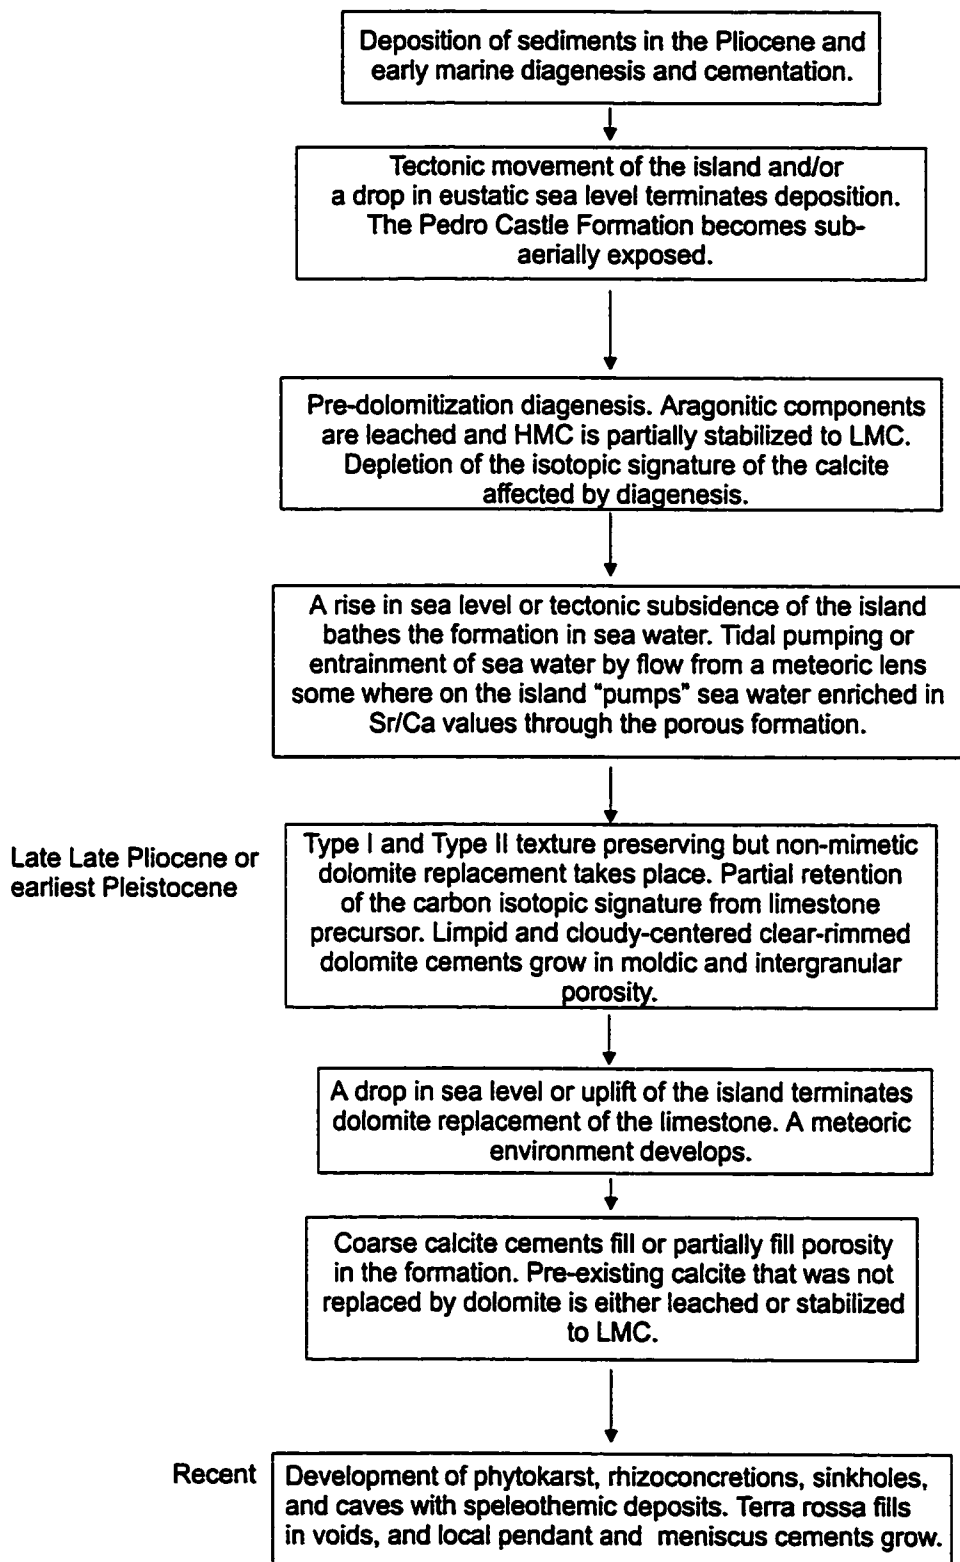 Deposition of sediments in the Pliocene and
early marine diagenesis and cementation.
Tectonic movement of the island and/or
a drop in eustatic sea level terminates deposition.
The Pedro Castle Formation becomes sub-
aerially exposed.
Pre-dolomitization diagenesis. Aragonitic components
are leached and HMC is partially stabilized to LMC.
Depletion of the isotopic signature of the calcite
affected by diagenesis.
A rise in sea level or tectonic subsidence of the island
bathes the formation in sea water. Tidal pumping or
entrainment of sea water by flow from a meteoric lens
some where on the island "pumps" sea water enriched in
Sr/Ca values through the porous formation.
Late Late Pliocene or
earliest Pleistocene
Type I and Type II texture preserving but non-mimetic
dolomite replacement takes place. Partial retention
of the carbon isotopic signature from limestone
precursor. Limpid and cloudy-centered clear-rimmed
dolomite cements grow in moldic and intergranular
porosity.
A drop in sea level or uplift of the island terminates
dolomite replacement of the limestone. A meteoric
environment develops.
Coarse calcite cements fill or partially fill porosity
in the formation. Pre-existing calcite that was not
replaced by dolomite is either leached or stabilized
to LMC.
Recent
Development of phytokarst, rhizoconcretions, sinkholes,
and caves with speleothemic deposits. Terra rossa fills
in voids, and local pendant and meniscus cements grow.